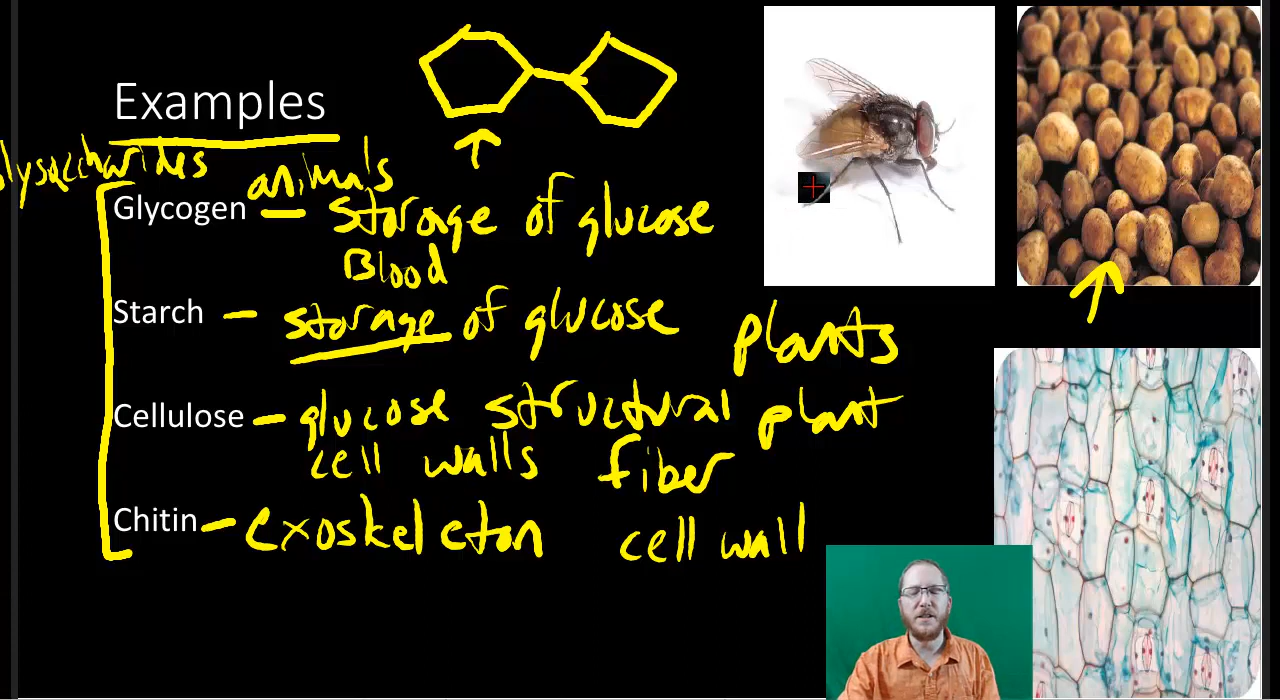 Examples
lysaccharides
animals
Glycogen — storage of glucose
Blood
Starch — storage of glucose plants
Cellulose — glucose structural plant
cell walls fiber
Chitin — exoskeleton cell wall